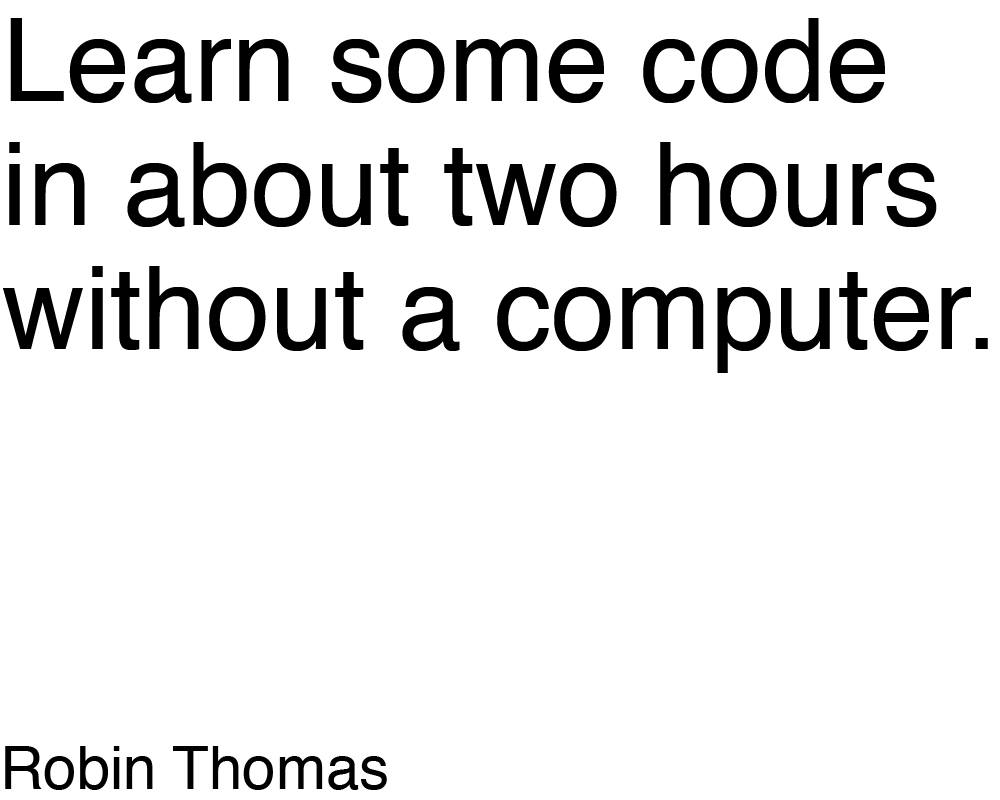 Learn some code
in about two hours
without a computer.
Robin Thomas